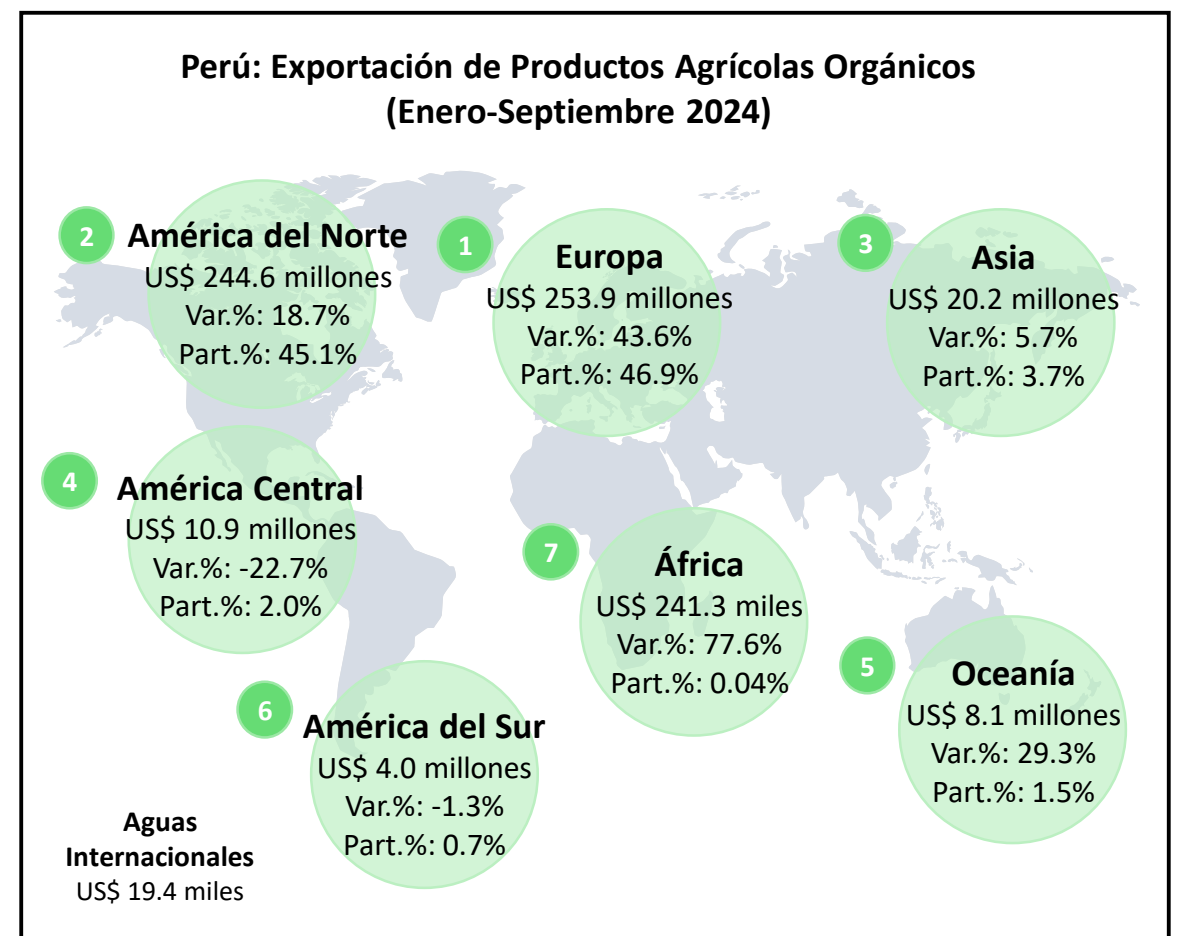 Perú: Exportación de Productos Agrícolas Orgánicos
(Enero-Septiembre 2024)
2
América del Norte
US$ 244.6 millones
Var.%: 18.7%
Part.%: 45.1%
1
Europa
US$ 253.9 millones
Var.%: 43.6%
Part.%: 46.9%
3
Asia
US$ 20.2 millones
Var.%: 5.7%
Part.%: 3.7%
4
América Central
US$ 10.9 millones
Var.%: -22.7%
Part.%: 2.0%
7
África
US$ 241.3 miles
Var.%: 77.6%
Part.%: 0.04%
5
Oceanía
US$ 8.1 millones
Var.%: 29.3%
Part.%: 1.5%
6
América del Sur
US$ 4.0 millones
Var.%: -1.3%
Part.%: 0.7%
Aguas
Internacionales
US$ 19.4 miles